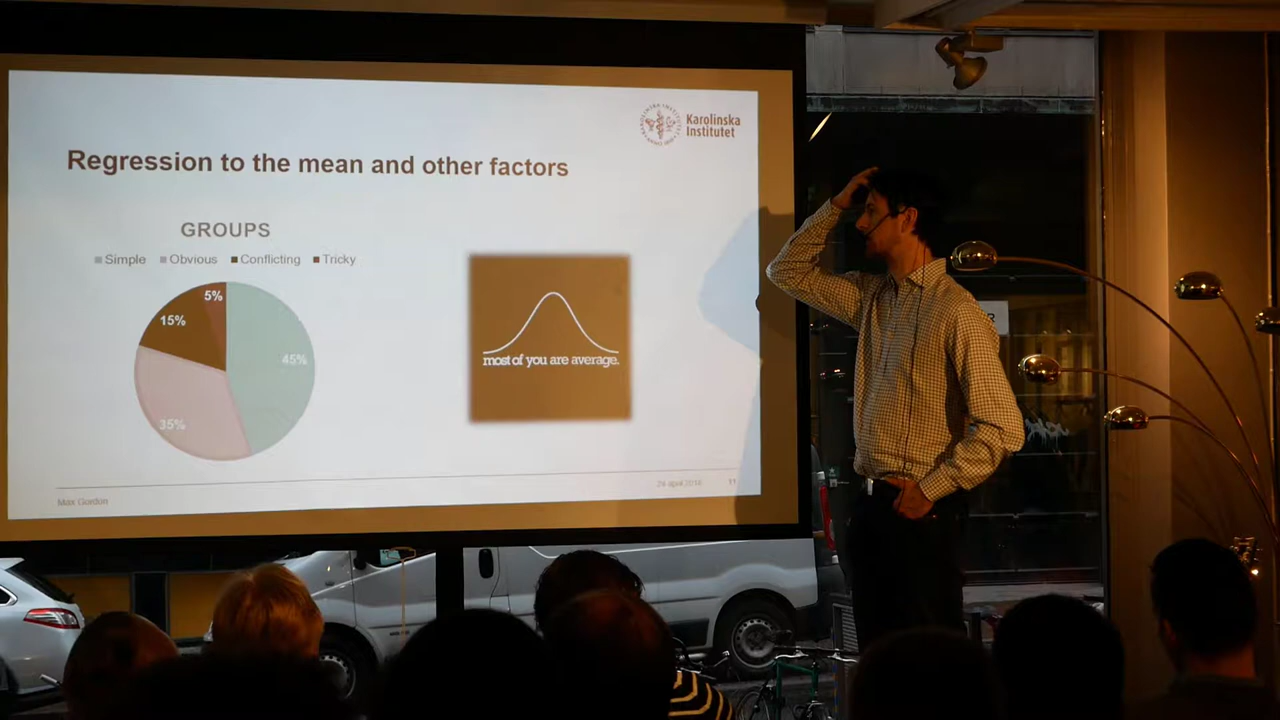 Karolinska
Institutet
Regression to the mean and other factors
GROUPS
Simple Obvious Conflicting Tricky
5%
15%
45%
35%
most of you are average.
Max Gordon
11